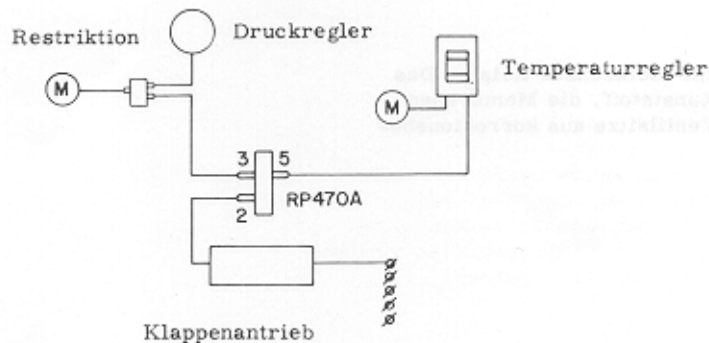 Restriktion
Druckregler
Temperaturregler
M
M
3
5
RP470A
2
Klappenantrieb